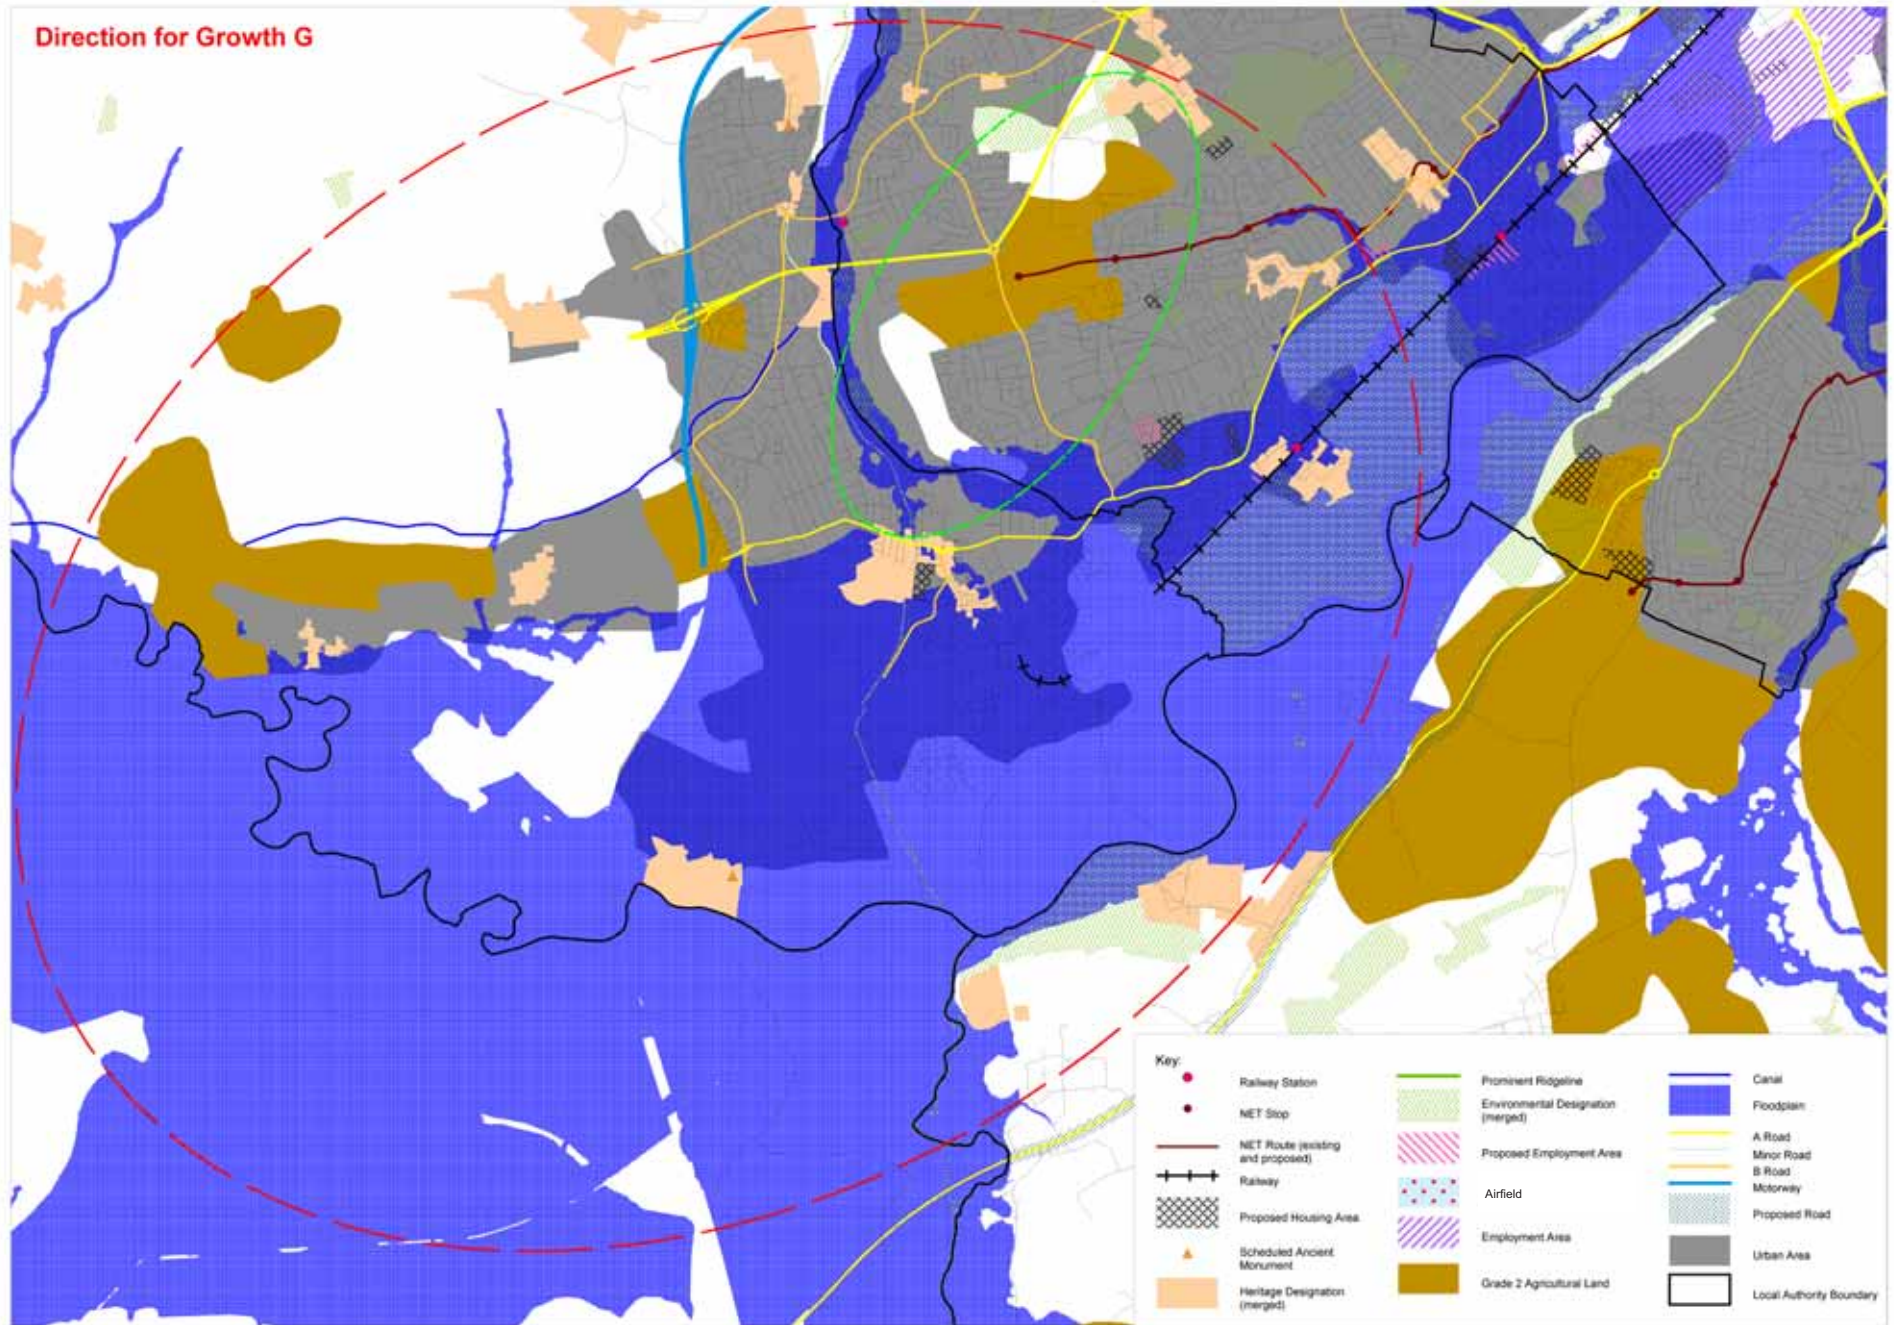 Direction for Growth G
Key:
Railway Station
NET Stop
NET Route (existing
and proposed)
Railway
Proposed Housing Area
Scheduled Ancient
Monument
Heritage Designation
(merged)
Prominent Ridgeline
Environmental Designation
(merged)
Proposed Employment Area
Airfield
Employment Area
Grade 2 Agricultural Land
Canal
Floodplain
A Road
Minor Road
B Road
Motorway
Proposed Road
Urban Area
Local Authority Boundary